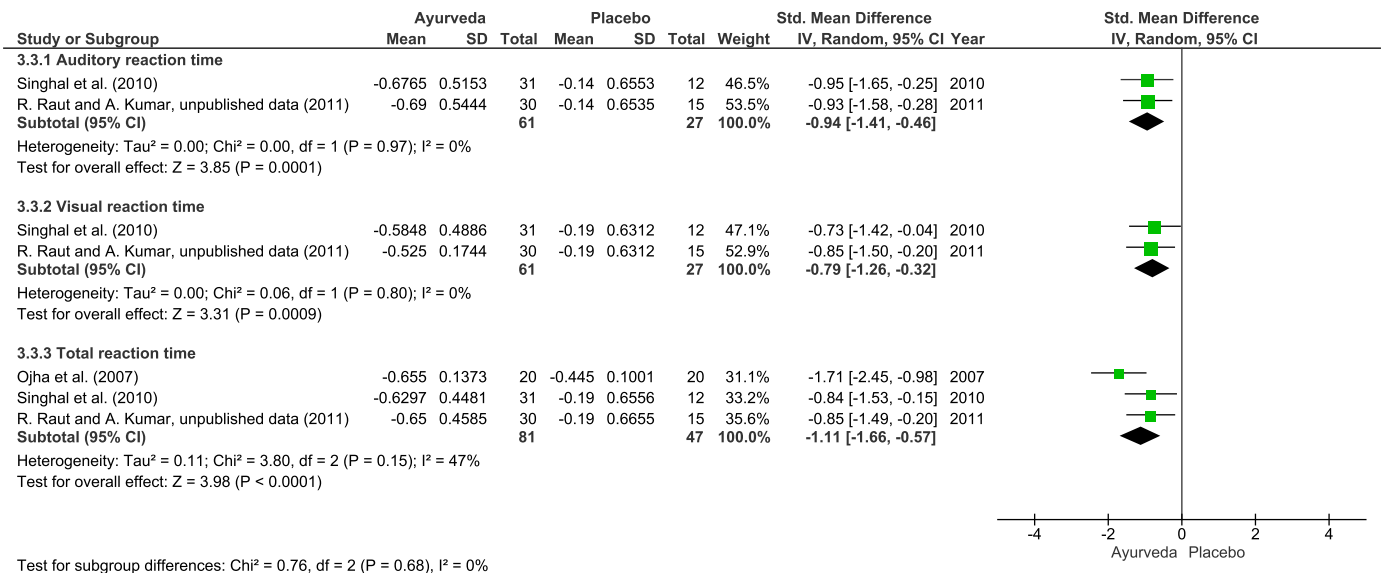 Ayurveda Placebo Std. Mean Difference Std. Mean Difference
Study or Subgroup Mean SD Total Mean SD Total Weight IV, Random, 95% CI Year IV, Random, 95% CI
3.3.1 Auditory reaction time
Singhal et al. (2010) -0.6765 0.5153 31 -0.14 0.6553 12 46.5% -0.95 [-1.65, -0.25] 2010
R. Raut and A. Kumar, unpublished data (2011) -0.69 0.5444 30 -0.14 0.6535 15 53.5% -0.93 [-1.58, -0.28] 2011
Subtotal (95% CI) 61 27 100.0% -0.94 [-1.41, -0.46]
Heterogeneity: Tau² = 0.00; Chi² = 0.00, df = 1 (P = 0.97); I² = 0%
Test for overall effect: Z = 3.85 (P = 0.0001)
3.3.2 Visual reaction time
Singhal et al. (2010) -0.5848 0.4886 31 -0.19 0.6312 12 47.1% -0.73 [-1.42, -0.04] 2010
R. Raut and A. Kumar, unpublished data (2011) -0.525 0.1744 30 -0.19 0.6312 15 52.9% -0.85 [-1.50, -0.20] 2011
Subtotal (95% CI) 61 27 100.0% -0.79 [-1.26, -0.32]
Heterogeneity: Tau² = 0.00; Chi² = 0.06, df = 1 (P = 0.80); I² = 0%
Test for overall effect: Z = 3.31 (P = 0.0009)
3.3.3 Total reaction time
Ojha et al. (2007) -0.655 0.1373 20 -0.445 0.1001 20 31.1% -1.71 [-2.45, -0.98] 2007
Singhal et al. (2010) -0.6297 0.4481 31 -0.19 0.6556 12 33.2% -0.84 [-1.53, -0.15] 2010
R. Raut and A. Kumar, unpublished data (2011) -0.65 0.4585 30 -0.19 0.6655 15 35.6% -0.85 [-1.49, -0.20] 2011
Subtotal (95% CI) 81 47 100.0% -1.11 [-1.66, -0.57]
Heterogeneity: Tau² = 0.11; Chi² = 3.80, df = 2 (P = 0.15); I² = 47%
Test for overall effect: Z = 3.98 (P < 0.0001)
-4 -2 0 2 4
Ayurveda Placebo
Test for subgroup differences: Chi² = 0.76, df = 2 (P = 0.68), I² = 0%